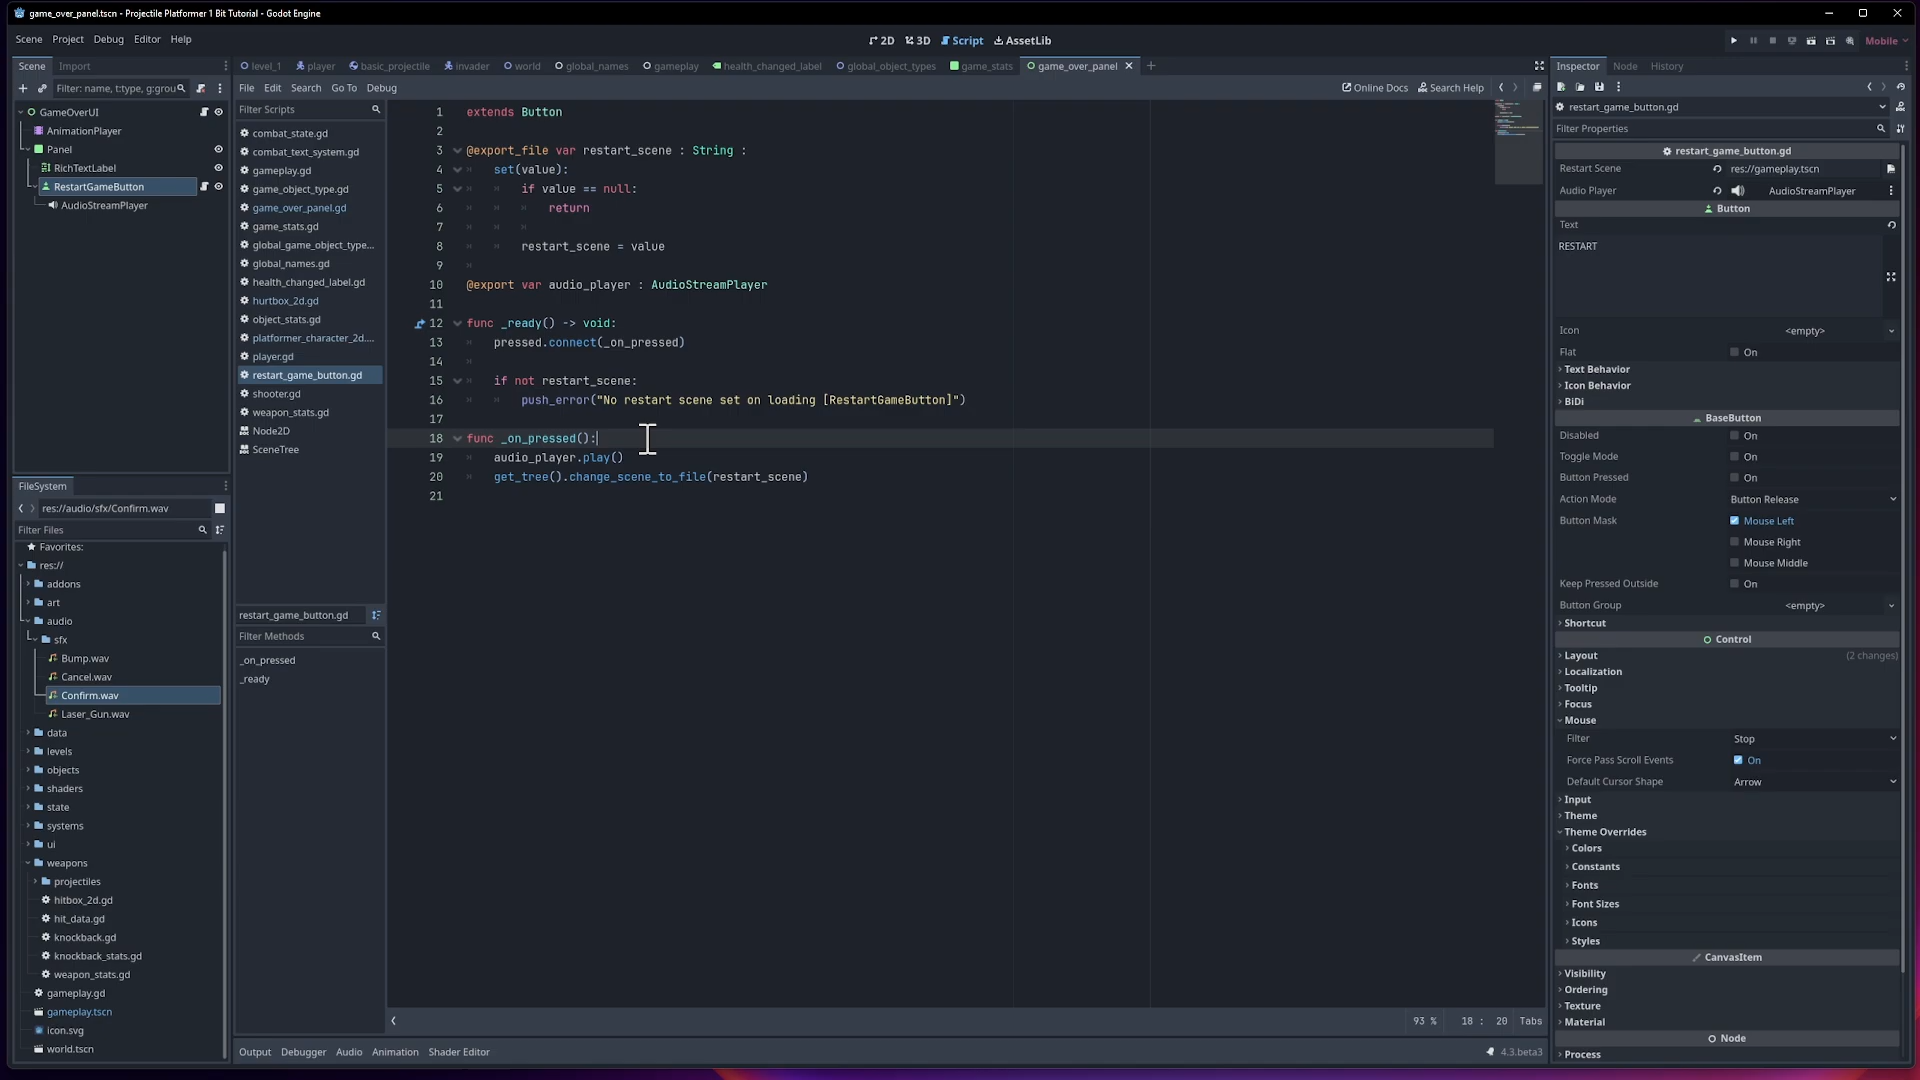 game_over_panel.tscn - Projectile Platformer 1 Bit Tutorial - Godot Engine
Scene Project Debug Editor Help
2D 3D Script AssetLib
Mobile
Scene Import
Filter: name, t:type, g:grou
GameOverUI
AnimationPlayer
Panel
RichTextLabel
RestartGameButton
AudioStreamPlayer
FileSystem
res://audio/sfx/Confirm.wav
Filter Files
Favorites:
res://
addons
art
audio
sfx
Bump.wav
Cancel.wav
Confirm.wav
Laser_Gun.wav
data
levels
objects
shaders
state
systems
ui
weapons
projectiles
hitbox_2d.gd
hit_data.gd
knockback.gd
knockback_stats.gd
weapon_stats.gd
gameplay.gd
gameplay.tscn
icon.svg
world.tscn
level_1 player basic_projectile invader world global_names gameplay health_changed_label global_object_types game_stats game_over_panel
File Edit Search Go To Debug
Online Docs Search Help
Filter Scripts
combat_state.gd
combat_text_system.gd
gameplay.gd
game_object_type.gd
game_over_panel.gd
game_stats.gd
global_game_object_type...
global_names.gd
health_changed_label.gd
hurtbox_2d.gd
object_stats.gd
platformer_character_2d....
player.gd
restart_game_button.gd
shooter.gd
weapon_stats.gd
Node2D
SceneTree
restart_game_button.gd
Filter Methods
_on_pressed
_ready
1 extends Button
2
3 @export_file var restart_scene : String :
4 set(value):
5 if value == null:
6 return
7
8 restart_scene = value
9
10 @export var audio_player : AudioStreamPlayer
11
12 func _ready() -> void:
13 pressed.connect(_on_pressed)
14
15 if not restart_scene:
16 push_error("No restart scene set on loading [RestartGameButton]")
17
18 func _on_pressed():
19 audio_player.play()
20 get_tree().change_scene_to_file(restart_scene)
21
93 % 18 : 20 Tabs
Output Debugger Audio Animation Shader Editor
4.3.beta3
Inspector Node History
restart_game_button.gd
Filter Properties
restart_game_button.gd
Restart Scene res://gameplay.tscn
Audio Player AudioStreamPlayer
Button
Text
RESTART
Icon <empty>
Flat On
Text Behavior
Icon Behavior
BiDi
BaseButton
Disabled On
Toggle Mode On
Button Pressed On
Action Mode Button Release
Button Mask Mouse Left
Mouse Right
Mouse Middle
Keep Pressed Outside On
Button Group <empty>
Shortcut
Control
Layout (2 changes)
Localization
Tooltip
Focus
Mouse
Filter Stop
Force Pass Scroll Events On
Default Cursor Shape Arrow
Input
Theme
Theme Overrides
Colors
Constants
Fonts
Font Sizes
Icons
Styles
CanvasItem
Visibility
Ordering
Texture
Material
Node
Process